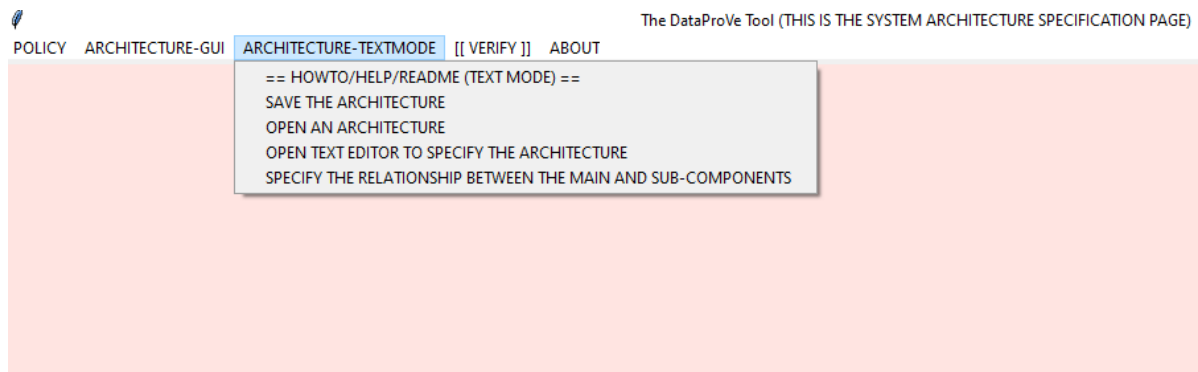 The DataProVe Tool (THIS IS THE SYSTEM ARCHITECTURE SPECIFICATION PAGE)
POLICY ARCHITECTURE-GUI ARCHITECTURE-TEXTMODE [[ VERIFY ]] ABOUT
== HOWTO/HELP/README (TEXT MODE) ==
SAVE THE ARCHITECTURE
OPEN AN ARCHITECTURE
OPEN TEXT EDITOR TO SPECIFY THE ARCHITECTURE
SPECIFY THE RELATIONSHIP BETWEEN THE MAIN AND SUB-COMPONENTS